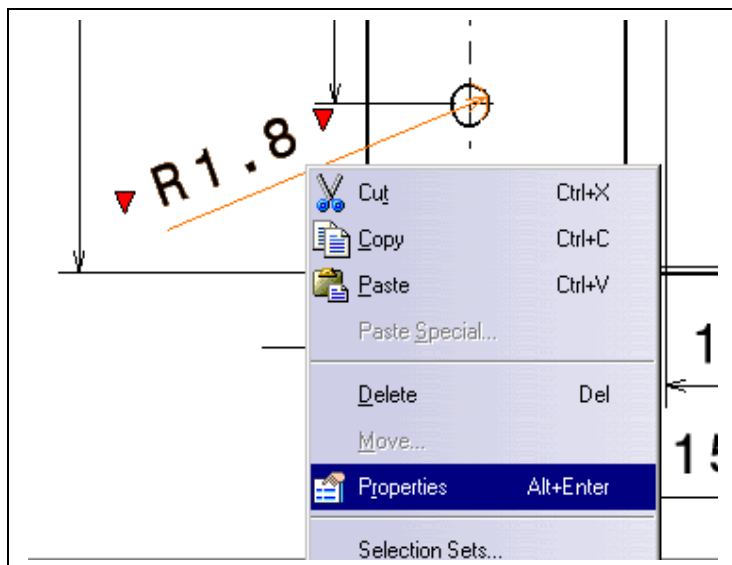 R1.8
Cut Ctrl+X
Copy Ctrl+C
Paste Ctrl+V
Paste Special...
1
Delete Del
Move...
15
Properties Alt+Enter
Selection Sets...